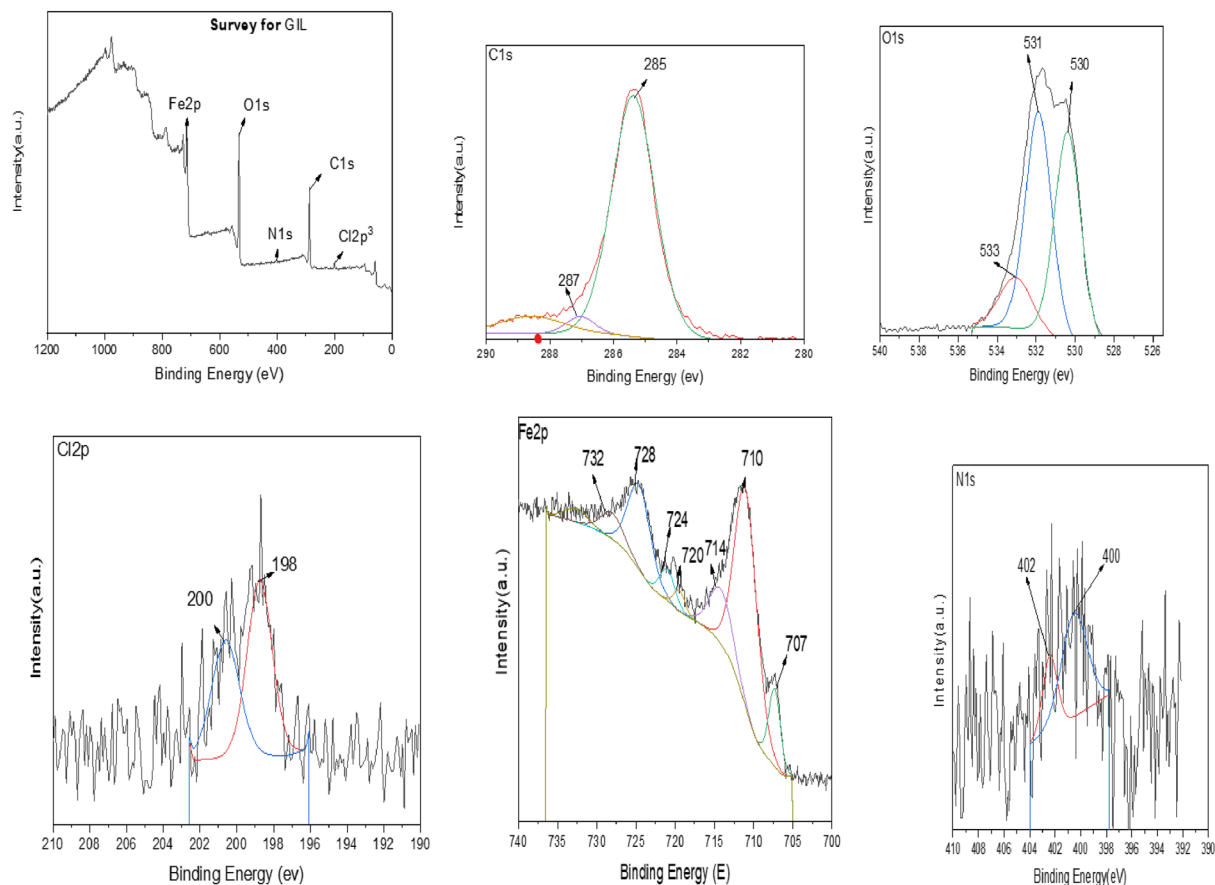 Survey for GIL
Fe2p
O1s
C1s
N1s
Cl2p³
Intensity(a.u.)
1200 1000 800 600 400 200 0
Binding Energy (eV)
C1s
285
287
Intensity(a.u.)
290 288 286 284 282 280
Binding Energy (ev)
O1s
531
530
533
Intensity(a.u.)
540 538 536 534 532 530 528 526
Binding Energy (ev)
Cl2p
198
200
Intensity(a.u.)
210 208 206 204 202 200 198 196 194 192 190
Binding Energy (ev)
Fe2p
732
728
710
724
720
714
707
Intensity(a.u.)
740 735 730 725 720 715 710 705 700
Binding Energy (E)
N1s
402
400
Intensity(a.u.)
410 408 406 404 402 400 398 396 394 392 390
Binding Energy(eV)